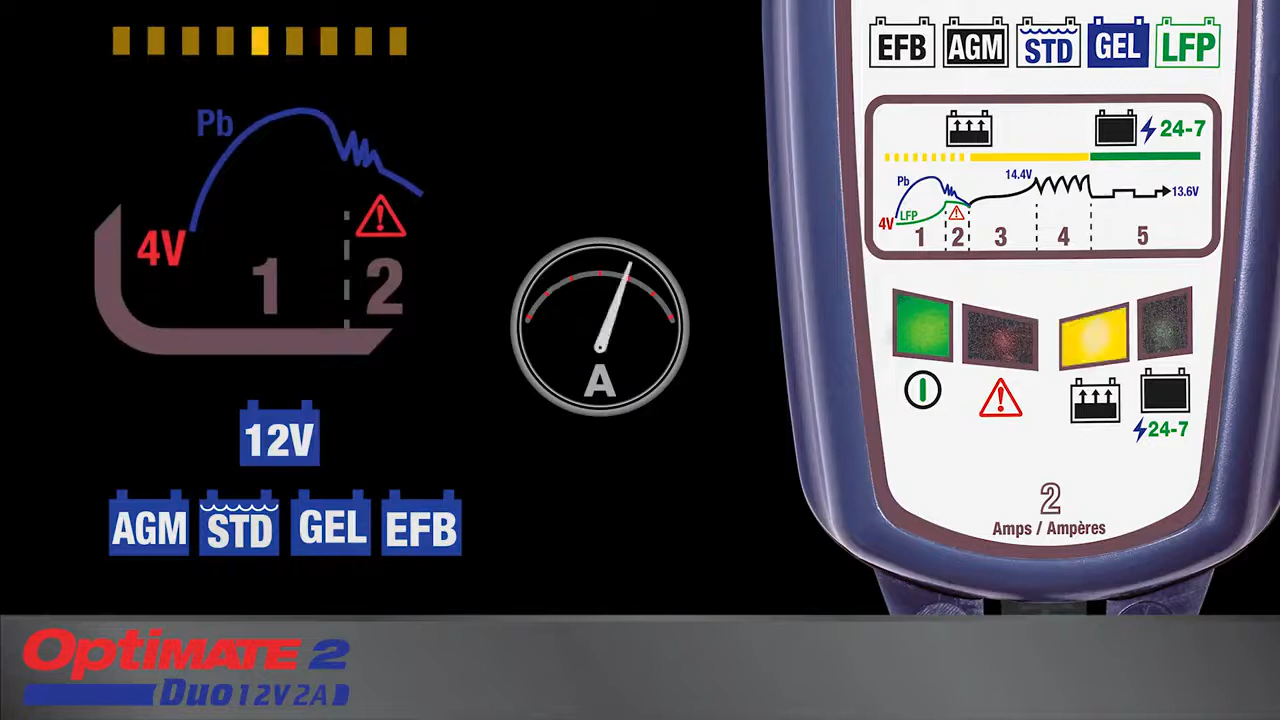 Pb
4V
1
2
12V
AGM STD GEL EFB
A
EFB AGM STD GEL LFP
24-7
Pb
14.4V
13.6V
4V
LFP
1 2 3 4 5
24-7
2
Amps / Ampères
OptiMATE 2
Duo 12V 2A